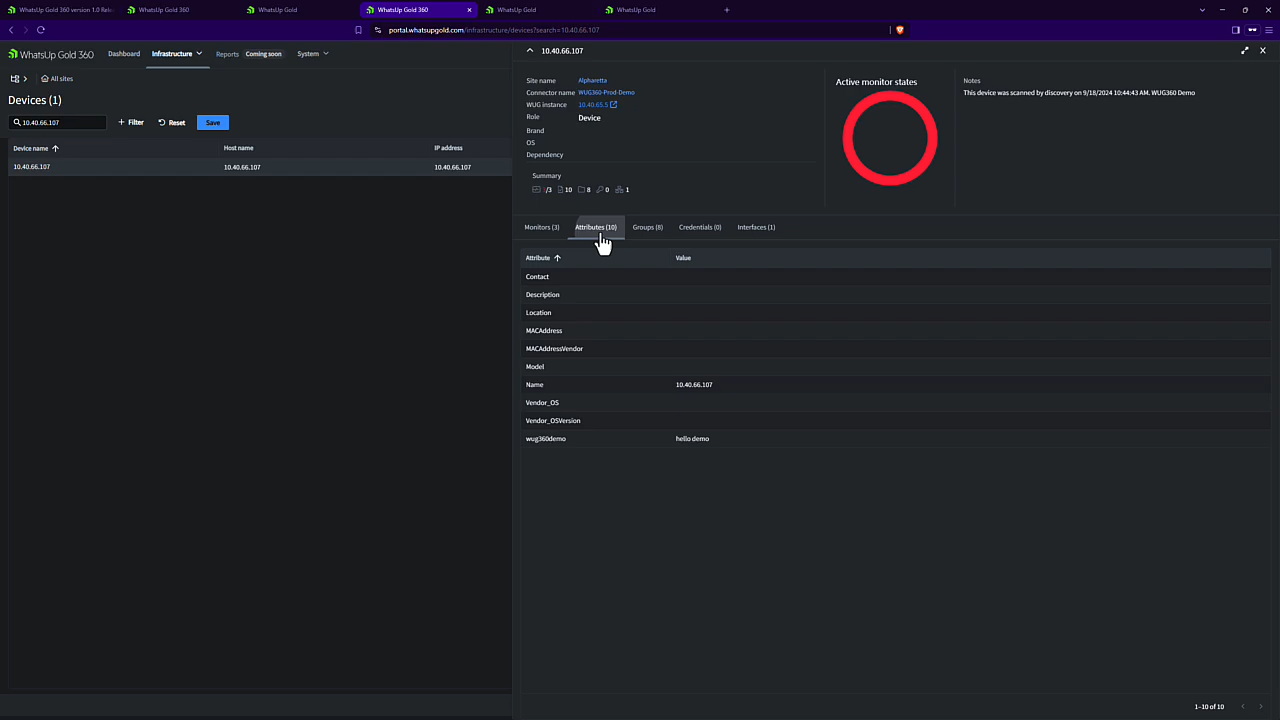 WhatsUp Gold 360 version 1.0 Rel
WhatsUp Gold 360
WhatsUp Gold
WhatsUp Gold 360
WhatsUp Gold
WhatsUp Gold
portal.whatsupgold.com/infrastructure/devices?search=10.40.66.107
WhatsUp Gold 360
Dashboard
Infrastructure
Reports
Coming soon
System
All sites
Devices (1)
10.40.66.107
Filter
Reset
Save
Device name
Host name
IP address
10.40.66.107
10.40.66.107
10.40.66.107
10.40.66.107
Site name Alpharetta
Connector name WUG360-Prod-Demo
WUG instance 10.40.65.5
Role Device
Brand
OS
Dependency
Summary
/3 10 8 0 1
Active monitor states
Notes
This device was scanned by discovery on 9/18/2024 10:44:43 AM. WUG360 Demo
Monitors (3)
Attributes (10)
Groups (8)
Credentials (0)
Interfaces (1)
Attribute
Value
Contact
Description
Location
MACAddress
MACAddressVendor
Model
Name 10.40.66.107
Vendor_OS
Vendor_OSVersion
wug360demo hello demo
1–10 of 10